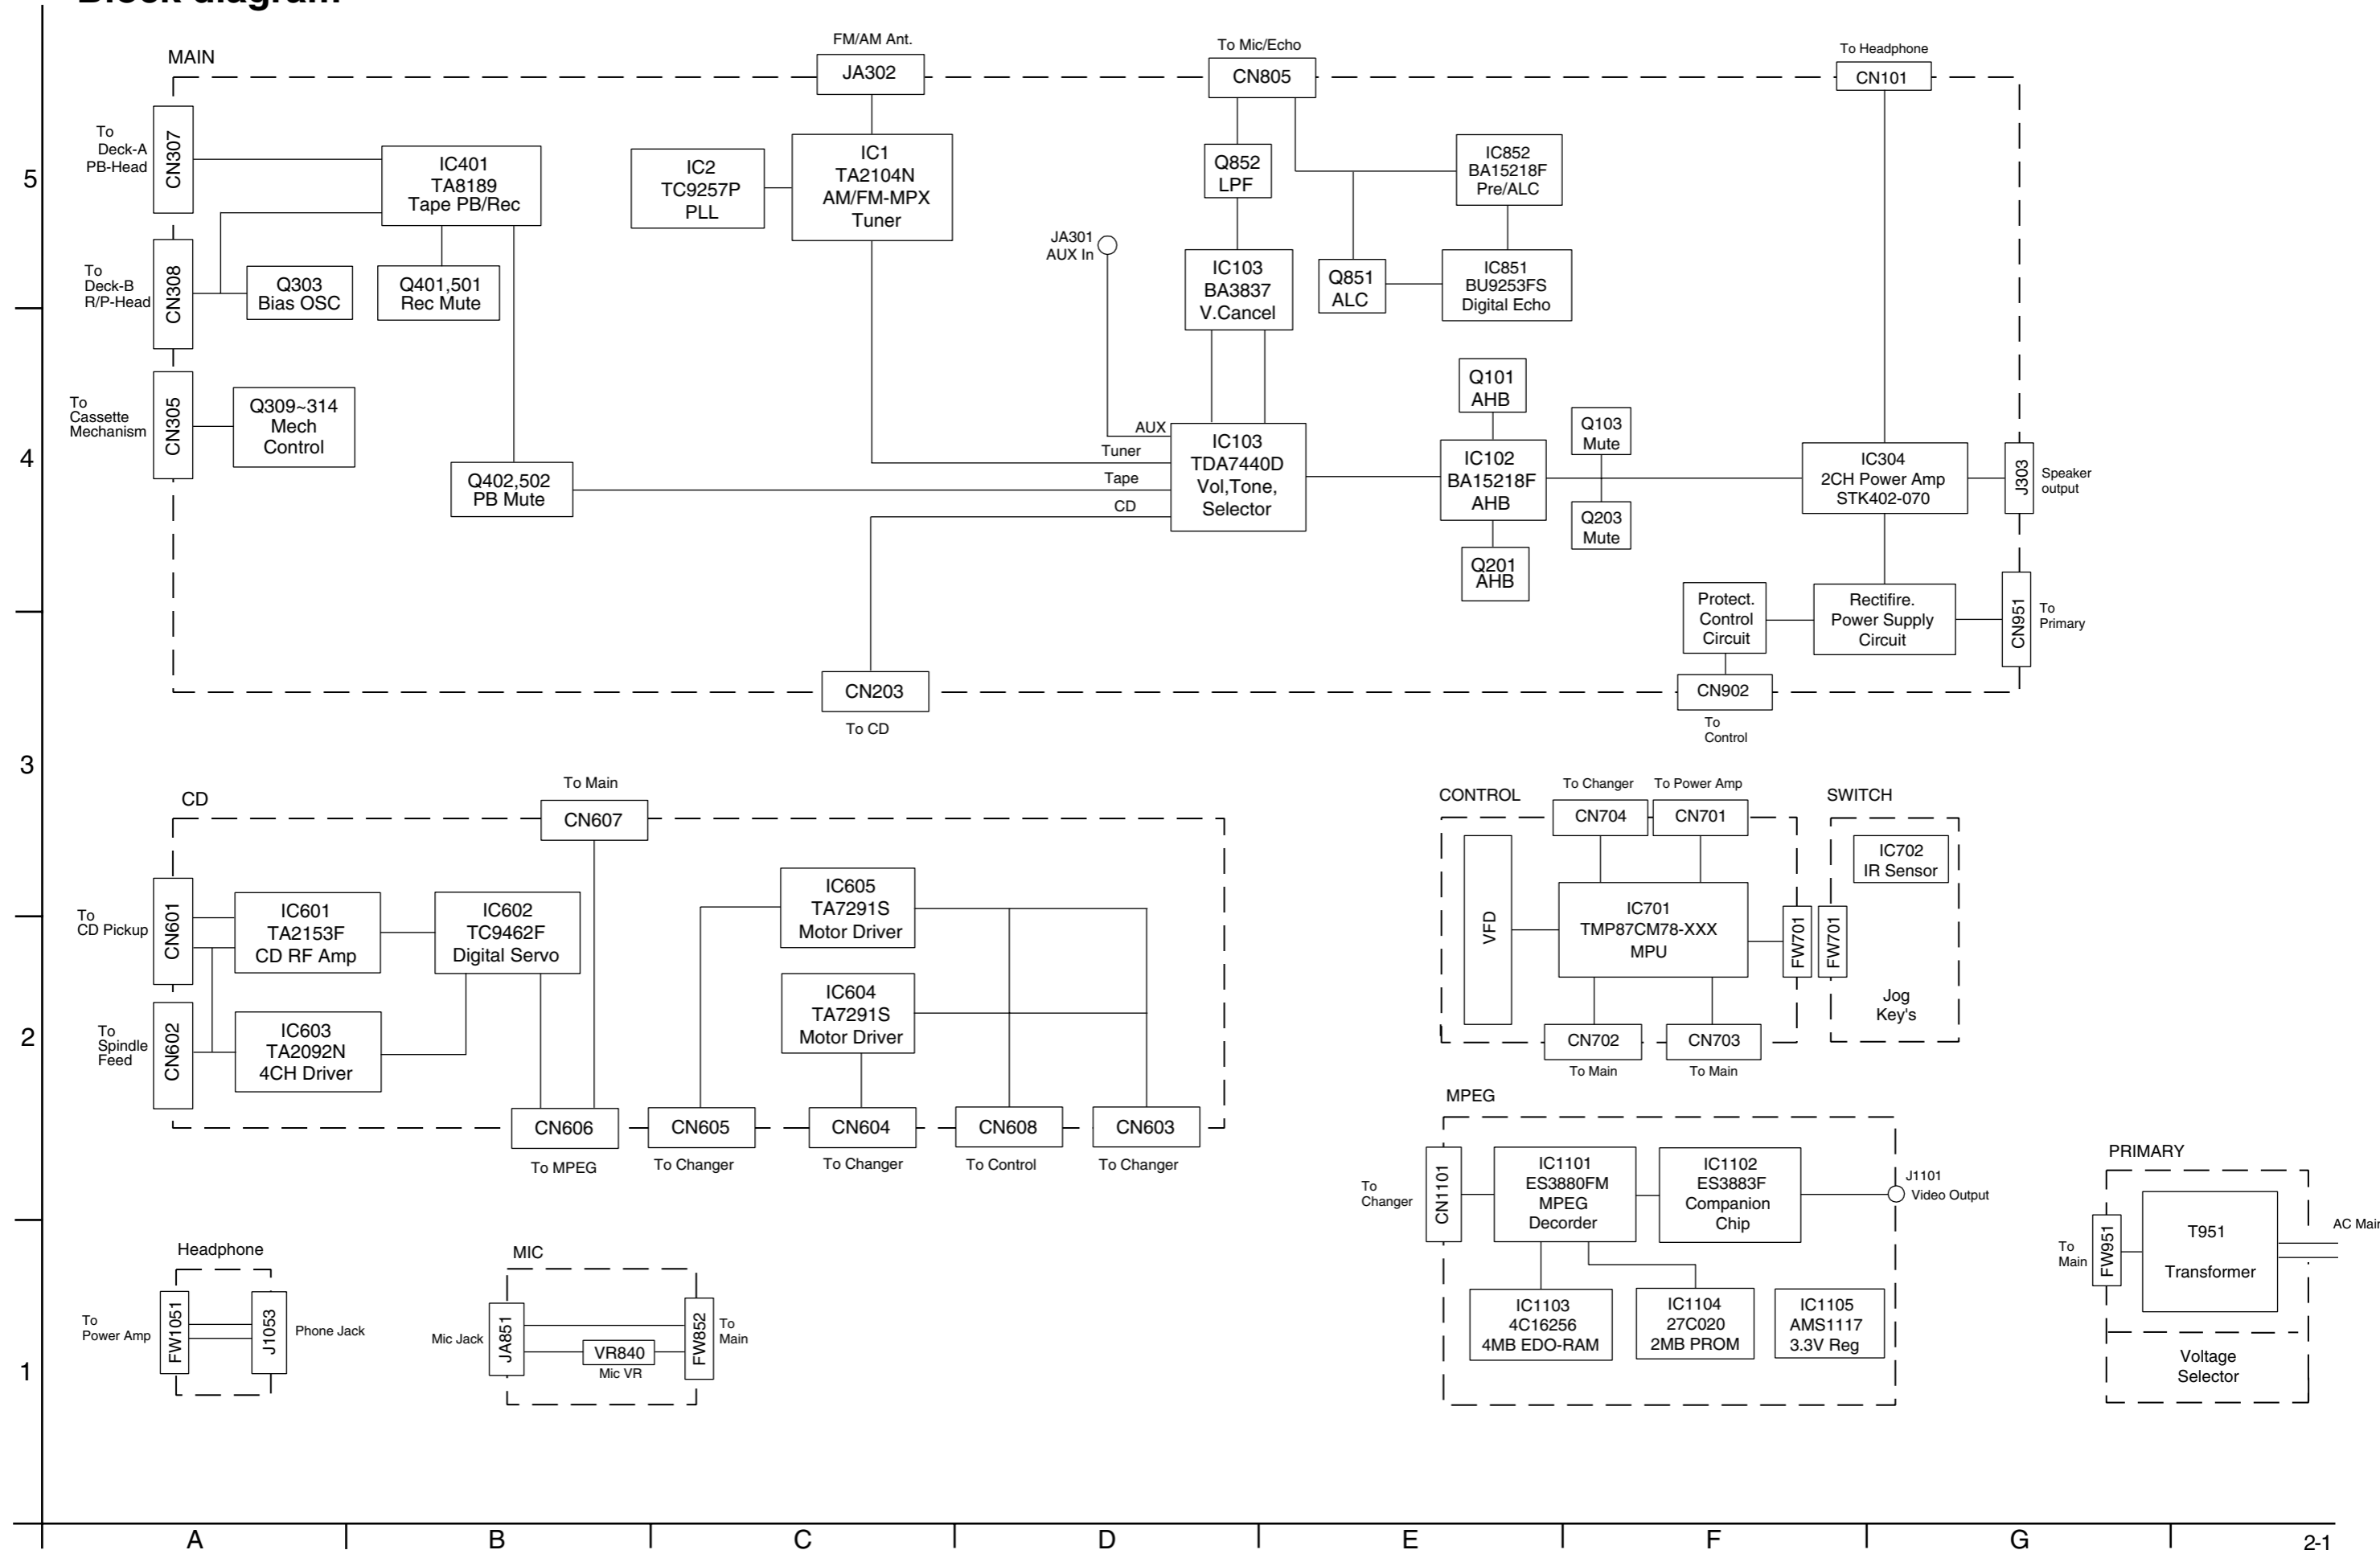 Block diagram
MAIN
FM/AM Ant.
JA302
To Mic/Echo
CN805
To Headphone
CN101
To
Deck-A
PB-Head
CN307
IC401
TA8189
Tape PB/Rec
IC2
TC9257P
PLL
IC1
TA2104N
AM/FM-MPX
Tuner
Q852
LPF
IC852
BA15218F
Pre/ALC
5
JA301
AUX In
To
Deck-B
R/P-Head
CN308
Q303
Bias OSC
Q401,501
Rec Mute
IC103
BA3837
V.Cancel
Q851
ALC
IC851
BU9253FS
Digital Echo
To
Cassette
Mechanism
CN305
Q309~314
Mech
Control
Q101
AHB
Q103
Mute
4
Q402,502
PB Mute
AUX
Tuner
Tape
CD
IC103
TDA7440D
Vol,Tone,
Selector
IC102
BA15218F
AHB
IC304
2CH Power Amp
STK402-070
J303
Speaker
output
Q203
Mute
Q201
AHB
Protect.
Control
Circuit
Rectifire.
Power Supply
Circuit
CN951
To
Primary
CN203
To CD
CN902
To
Control
3
CD
To Main
CN607
To
CD Pickup
CN601
IC601
TA2153F
CD RF Amp
IC602
TC9462F
Digital Servo
IC605
TA7291S
Motor Driver
IC604
TA7291S
Motor Driver
2
To
Spindle
Feed
CN602
IC603
TA2092N
4CH Driver
CN606
To MPEG
CN605
To Changer
CN604
To Changer
CN608
To Control
CN603
To Changer
CONTROL
To Changer
CN704
To Power Amp
CN701
VFD
IC701
TMP87CM78-XXX
MPU
FW701
CN702
To Main
CN703
To Main
SWITCH
IC702
IR Sensor
FW701
Jog
Key's
MPEG
To
Changer
CN1101
IC1101
ES3880FM
MPEG
Decorder
IC1102
ES3883F
Companion
Chip
J1101
Video Output
IC1103
4C16256
4MB EDO-RAM
IC1104
27C020
2MB PROM
IC1105
AMS1117
3.3V Reg
PRIMARY
To
Main
FW951
T951
Transformer
AC Main
Voltage
Selector
1
Headphone
To
Power Amp
FW1051
J1053
Phone Jack
MIC
Mic Jack
JA851
VR840
Mic VR
FW852
To
Main
A
B
C
D
E
F
G
2-1